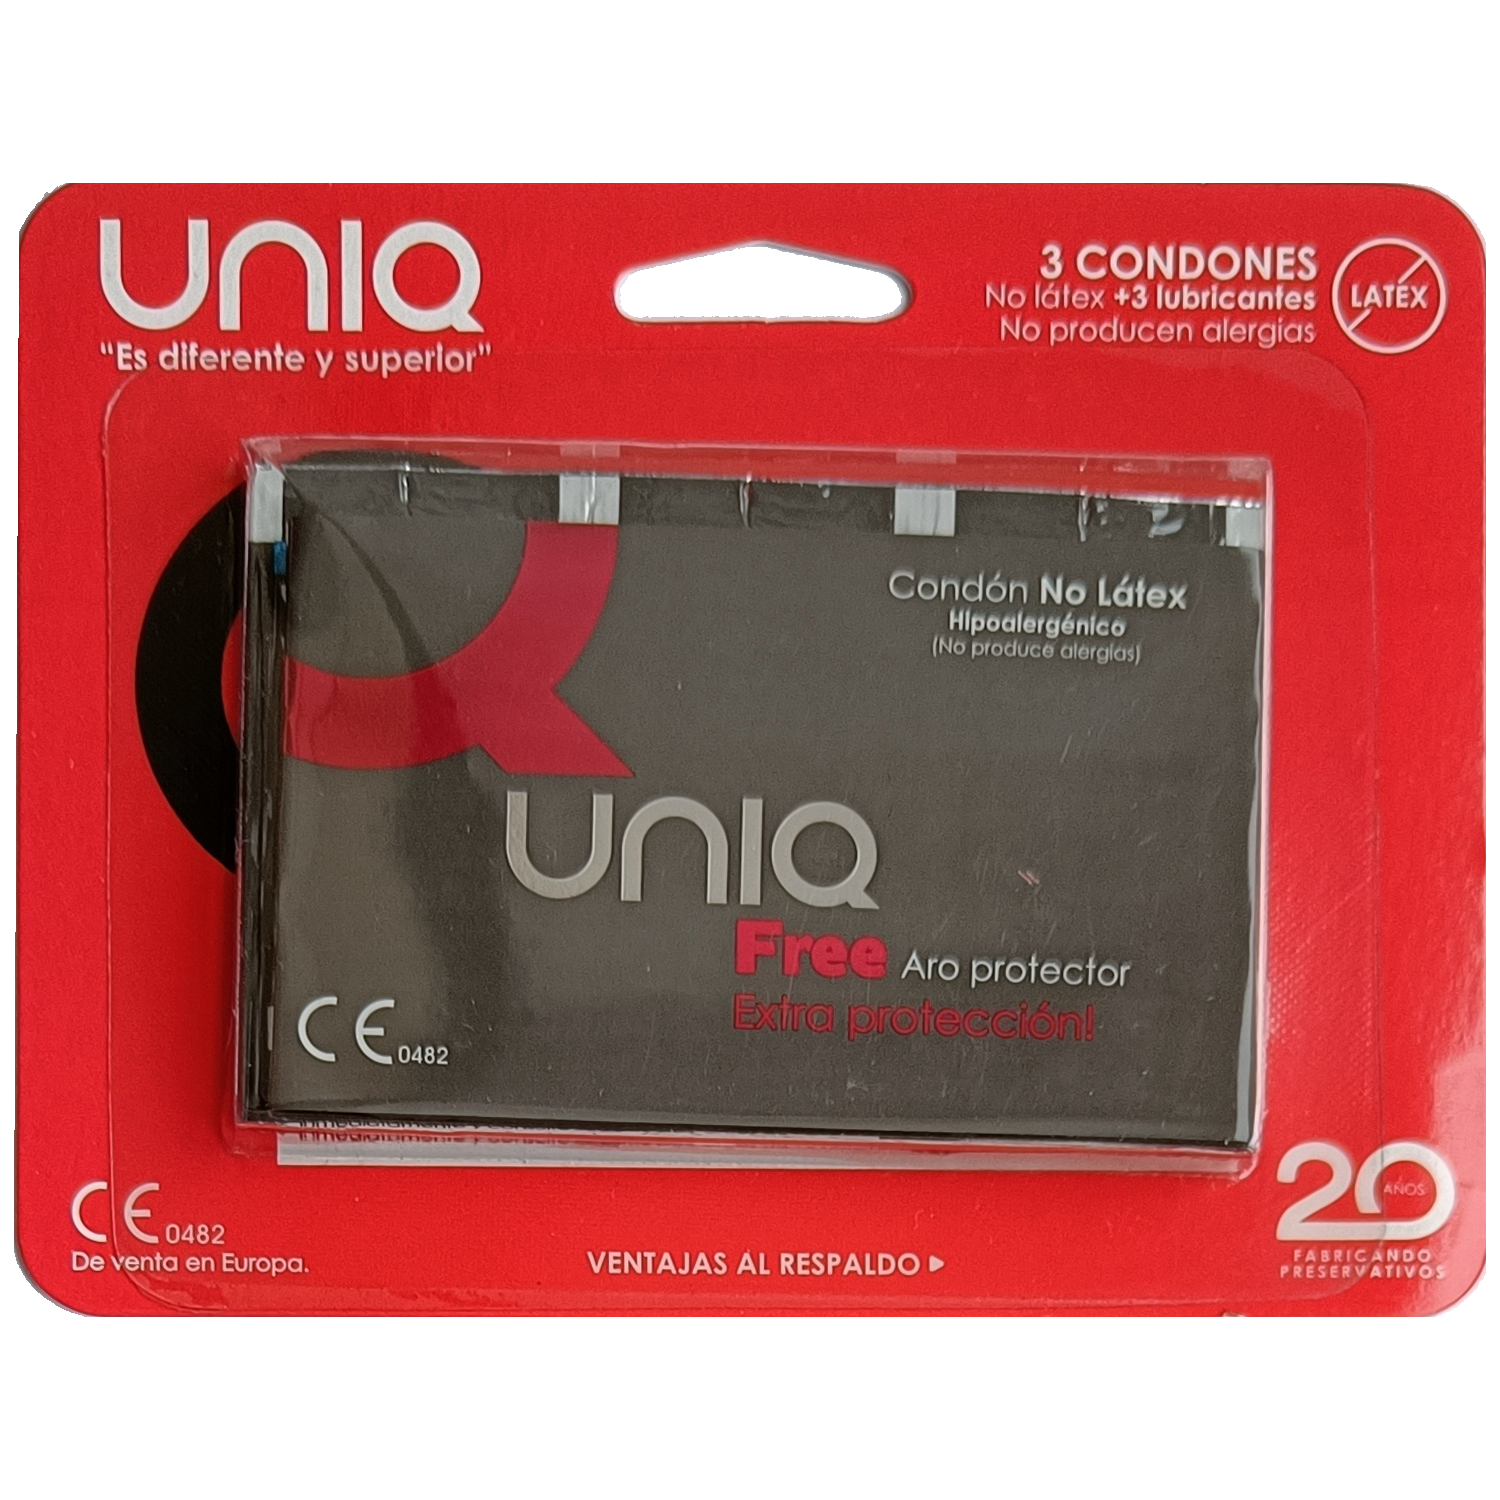 UNIQ
"Es diferente y superior"
3 CONDONES
No látex +3 lubricantes
No producen alergias
LATEX
Condón No Látex
Hipoalergénico
(No produce alergias)
UNIQ
Free Aro protector
Extra protección!
CE 0482
inmediatamente y consulte
CE 0482
De venta en Europa.
VENTAJAS AL RESPALDO
20
AÑOS
FABRICANDO
PRESERVATIVOS